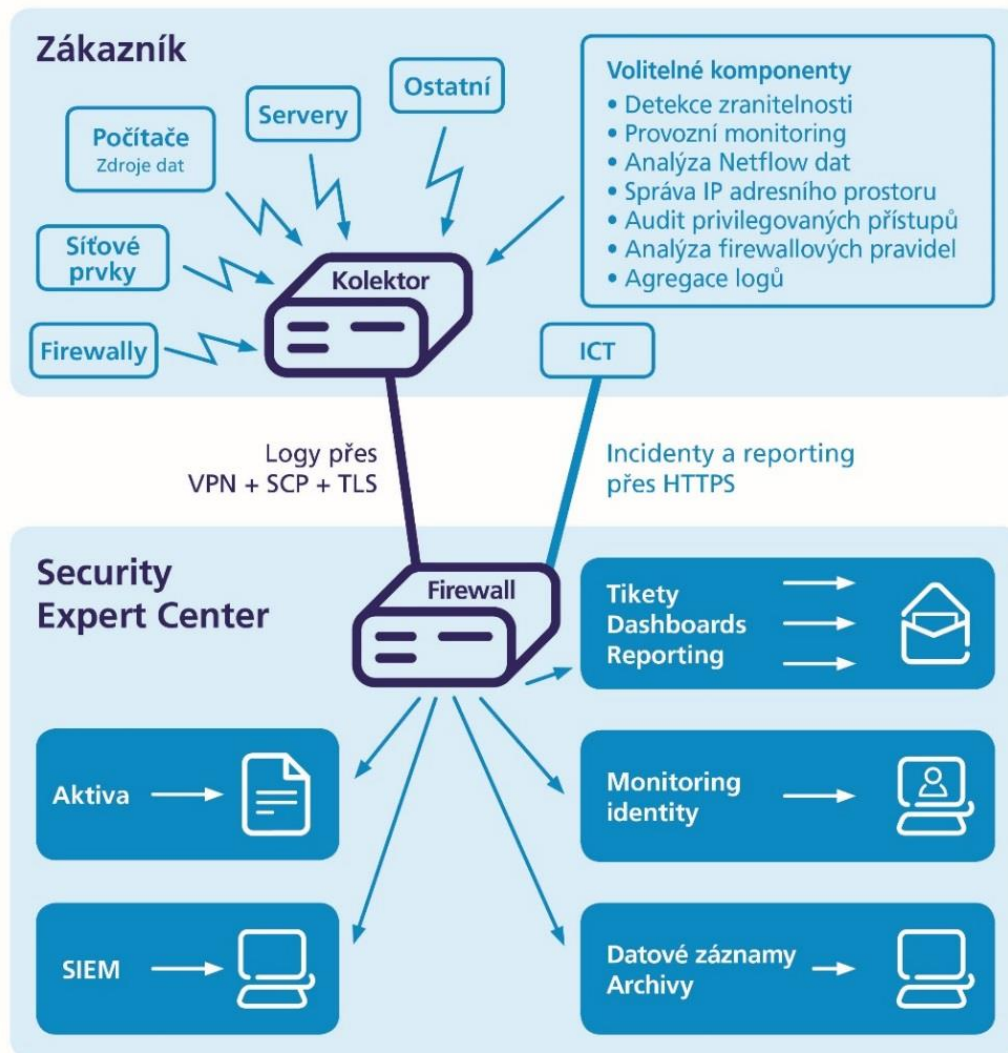 Zákazník
Ostatní
Servery
Počítače
Zdroje dat
Síťové
prvky
Firewally
Kolektor
Volitelné komponenty
• Detekce zranitelnosti
• Provozní monitoring
• Analýza Netflow dat
• Správa IP adresního prostoru
• Audit privilegovaných přístupů
• Analýza firewallových pravidel
• Agregace logů
ICT
Logy přes
VPN + SCP + TLS
Incidenty a reporting
přes HTTPS
Security
Expert Center
Firewall
Tikety
Dashboards
Reporting
Aktiva
Monitoring
identity
SIEM
Datové záznamy
Archivy